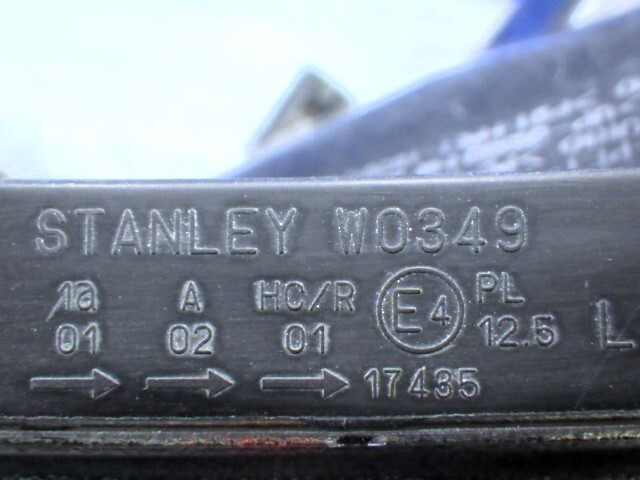 STANLEY W0349
1a A HC/R E4 PL
01 02 01 12.5 L
→ → → 17435